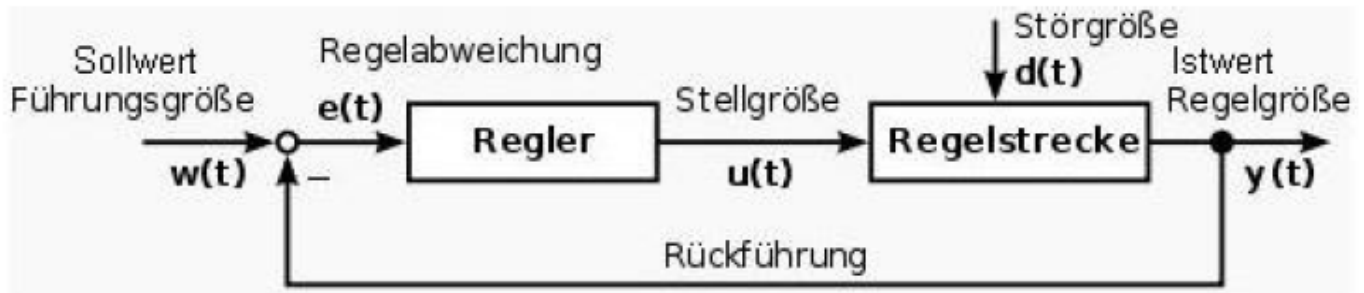 Sollwert
Führungsgröße
w(t)
Regelabweichung
e(t)
–
Regler
Stellgröße
u(t)
Störgröße
d(t)
Regelstrecke
Istwert
Regelgröße
y(t)
Rückführung